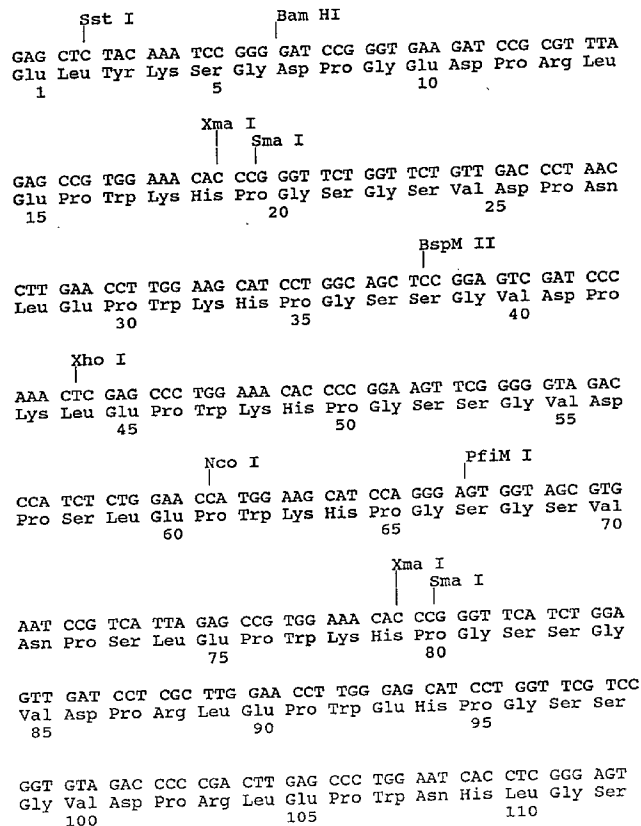 Sst I Bam HI
GAG CTC TAC AAA TCC GGG GAT CCG GGT GAA GAT CCG CGT TTA
Glu Leu Tyr Lys Ser Gly Asp Pro Gly Glu Asp Pro Arg Leu
1 5 10
Xma I
Sma I
GAG CCG TGG AAA CAC CCG GGT TCT GGT TCT GTT GAC CCT AAC
Glu Pro Trp Lys His Pro Gly Ser Gly Ser Val Asp Pro Asn
15 20 25
BspM II
CTT GAA CCT TGG AAG CAT CCT GGC AGC TCC GGA GTC GAT CCC
Leu Glu Pro Trp Lys His Pro Gly Ser Ser Gly Val Asp Pro
30 35 40
Xho I
AAA CTC GAG CCC TGG AAA CAC CCC GGA AGT TCG GGG GTA GAC
Lys Leu Glu Pro Trp Lys His Pro Gly Ser Ser Gly Val Asp
45 50 55
Nco I PfiM I
CCA TCT CTG GAA CCA TGG AAG CAT CCA GGG AGT GGT AGC GTG
Pro Ser Leu Glu Pro Trp Lys His Pro Gly Ser Gly Ser Val
60 65 70
Xma I
Sma I
AAT CCG TCA TTA GAG CCG TGG AAA CAC CCG GGT TCA TCT GGA
Asn Pro Ser Leu Glu Pro Trp Lys His Pro Gly Ser Ser Gly
75 80
GTT GAT CCT CGC TTG GAA CCT TGG GAG CAT CCT GGT TCG TCC
Val Asp Pro Arg Leu Glu Pro Trp Glu His Pro Gly Ser Ser
85 90 95
GGT GTA GAC CCC CGA CTT GAG CCC TGG AAT CAC CTC GGG AGT
Gly Val Asp Pro Arg Leu Glu Pro Trp Asn His Leu Gly Ser
100 105 110